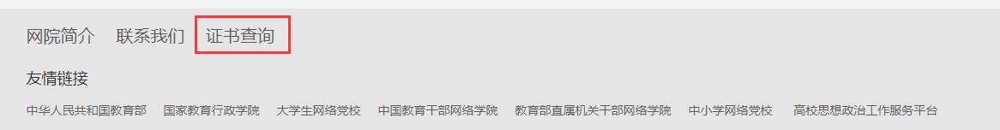 网院简介 联系我们 证书查询
友情链接
中华人民共和国教育部 国家教育行政学院 大学生网络党校 中国教育干部网络学院 教育部直属机关干部网络学院 中小学网络党校 高校思想政治工作服务平台